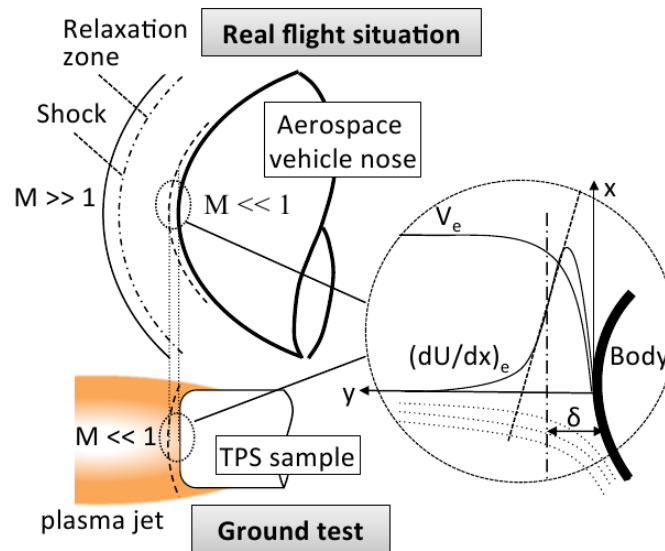 Relaxation
zone
Real flight situation
Shock
Aerospace
vehicle nose
M >> 1
M << 1
x
V_e
(dU/dx)_e
Body
y
δ
M << 1
TPS sample
plasma jet
Ground test